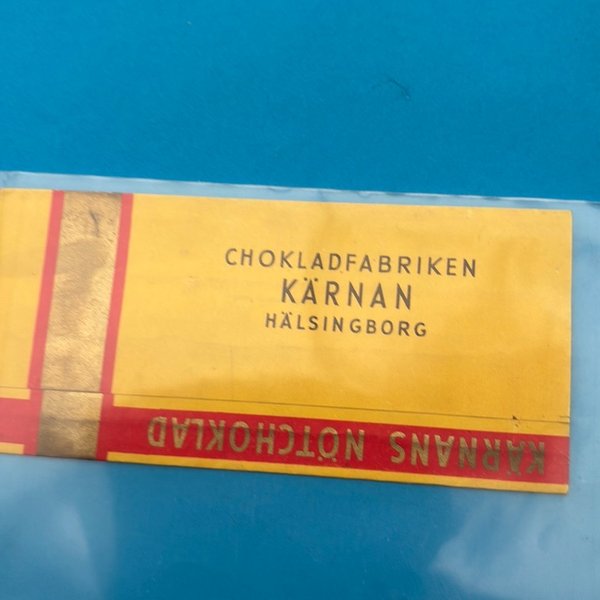 CHOKLADFABRIKEN
KÄRNAN
HÄLSINGBORG
KÄRNANS NÖTCHOKLAD